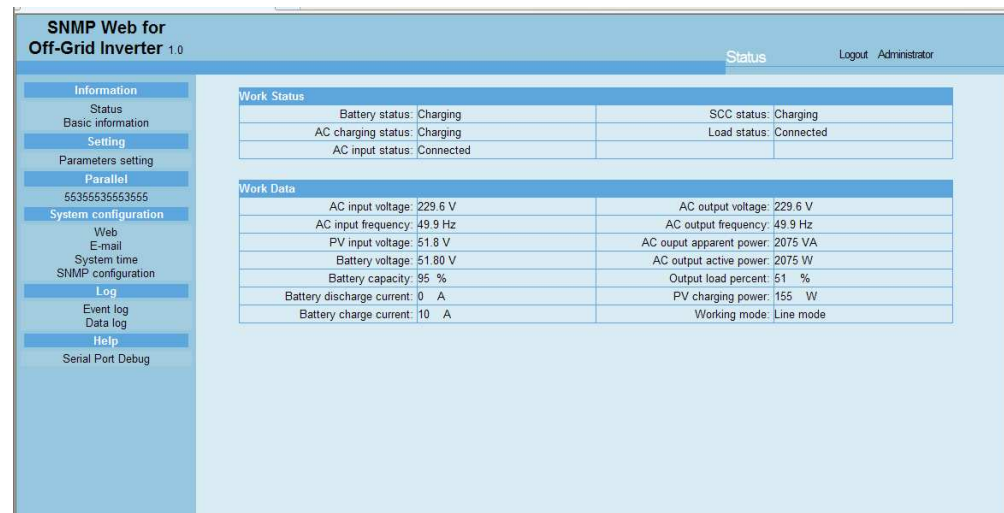 SNMP Web for
Off-Grid Inverter 1.0
Status
Logout Administrator
Information
Status
Basic information
Setting
Parameters setting
Parallel
55355535553555
System configuration
Web
E-mail
System time
SNMP configuration
Log
Event log
Data log
Help
Serial Port Debug
Work Status
Battery status: Charging SCC status: Charging
AC charging status: Charging Load status: Connected
AC input status: Connected
Work Data
AC input voltage: 229.6 V AC output voltage: 229.6 V
AC input frequency: 49.9 Hz AC output frequency: 49.9 Hz
PV input voltage: 51.8 V AC ouput apparent power: 2075 VA
Battery voltage: 51.80 V AC output active power: 2075 W
Battery capacity: 95 % Output load percent: 51 %
Battery discharge current: 0 A PV charging power: 155 W
Battery charge current: 10 A Working mode: Line mode